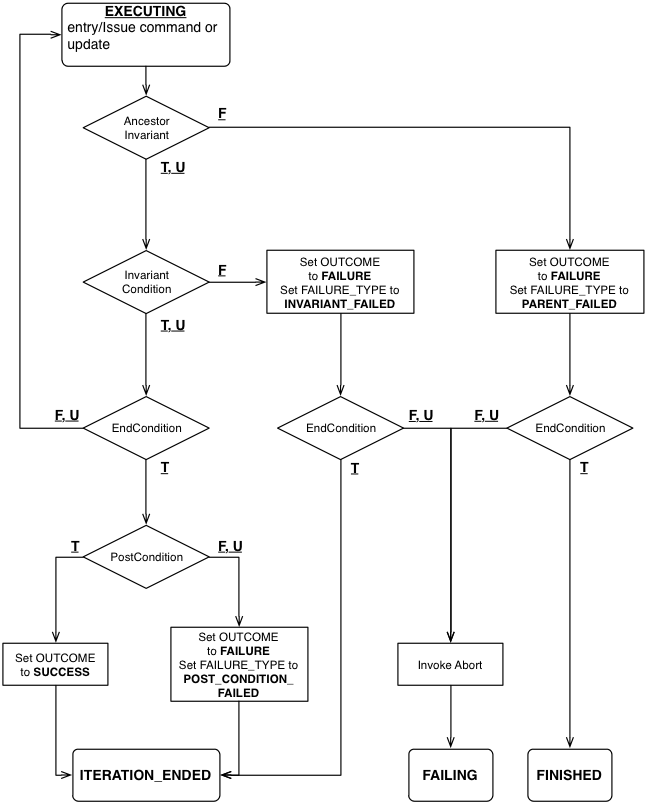 EXECUTING
entry/Issue command or
update
Ancestor
Invariant
F
T, U
Invariant
Condition
F
T, U
Set OUTCOME
to FAILURE
Set FAILURE_TYPE to
INVARIANT_FAILED
Set OUTCOME
to FAILURE
Set FAILURE_TYPE to
PARENT_FAILED
F, U
EndCondition
T
EndCondition
F, U
T
F, U
EndCondition
T
T
PostCondition
F, U
Set OUTCOME
to SUCCESS
Set OUTCOME
to FAILURE
Set FAILURE_TYPE to
POST_CONDITION_
FAILED
Invoke Abort
ITERATION_ENDED
FAILING
FINISHED